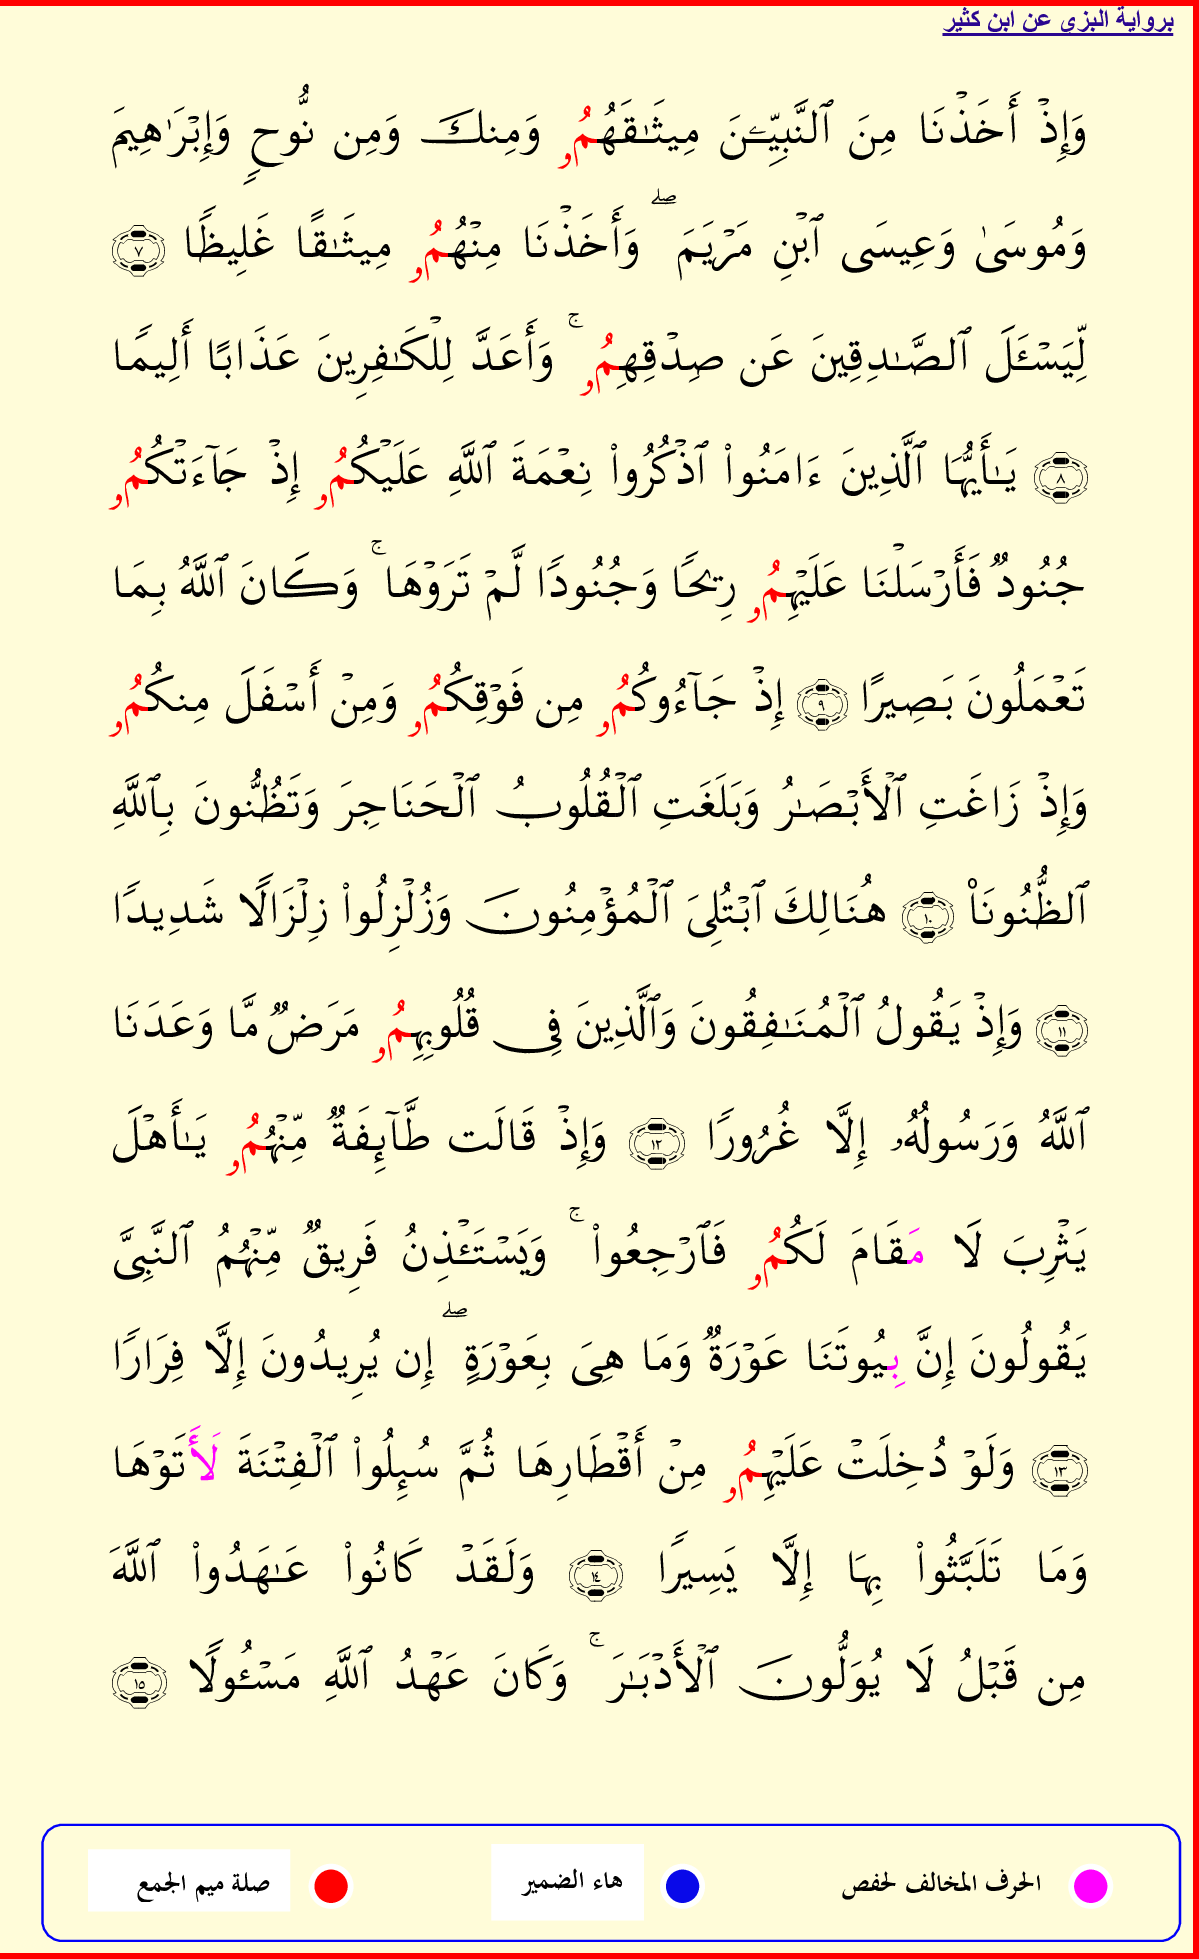 برواية البزي عن ابن كثير
وَإِذْ أَخَذْنَا مِنَ ٱلنَّبِيِّـۧنَ مِيثَـٰقَهُمُۥ وَمِنكَ وَمِن نُّوحٍ وَإِبْرَٰهِيمَ
وَمُوسَىٰ وَعِيسَى ٱبْنِ مَرْيَمَ ۖ وَأَخَذْنَا مِنْهُمُۥ مِيثَـٰقًا غَلِيظًا ٧
لِّيَسْـَٔلَ ٱلصَّـٰدِقِينَ عَن صِدْقِهِمُۥ ۚ وَأَعَدَّ لِلْكَـٰفِرِينَ عَذَابًا أَلِيمًا
٨ يَـٰٓأَيُّهَا ٱلَّذِينَ ءَامَنُوا۟ ٱذْكُرُوا۟ نِعْمَةَ ٱللَّهِ عَلَيْكُمُۥ إِذْ جَآءَتْكُمُۥ
جُنُودٌ فَأَرْسَلْنَا عَلَيْهِمُۥ رِيحًا وَجُنُودًا لَّمْ تَرَوْهَا ۚ وَكَانَ ٱللَّهُ بِمَا
تَعْمَلُونَ بَصِيرًا ٩ إِذْ جَآءُوكُمُۥ مِن فَوْقِكُمُۥ وَمِنْ أَسْفَلَ مِنكُمُۥ
وَإِذْ زَاغَتِ ٱلْأَبْصَـٰرُ وَبَلَغَتِ ٱلْقُلُوبُ ٱلْحَنَاجِرَ وَتَظُنُّونَ بِٱللَّهِ
ٱلظُّنُونَا۠ ١٠ هُنَالِكَ ٱبْتُلِىَ ٱلْمُؤْمِنُونَ وَزُلْزِلُوا۟ زِلْزَالًا شَدِيدًا
١١ وَإِذْ يَقُولُ ٱلْمُنَـٰفِقُونَ وَٱلَّذِينَ فِى قُلُوبِهِمُۥ مَرَضٌ مَّا وَعَدَنَا
ٱللَّهُ وَرَسُولُهُۥ إِلَّا غُرُورًا ١٢ وَإِذْ قَالَت طَّآئِفَةٌ مِّنْهُمُۥ يَـٰٓأَهْلَ
يَثْرِبَ لَا مَقَامَ لَكُمُۥ فَٱرْجِعُوا۟ ۚ وَيَسْتَـْٔذِنُ فَرِيقٌ مِّنْهُمُ ٱلنَّبِىَّ
يَقُولُونَ إِنَّ بِيُوتَنَا عَوْرَةٌ وَمَا هِىَ بِعَوْرَةٍ ۖ إِن يُرِيدُونَ إِلَّا فِرَارًا
١٣ وَلَوْ دُخِلَتْ عَلَيْهِمُۥ مِنْ أَقْطَارِهَا ثُمَّ سُئِلُوا۟ ٱلْفِتْنَةَ لَأَتَوْهَا
وَمَا تَلَبَّثُوا۟ بِهَا إِلَّا يَسِيرًا ١٤ وَلَقَدْ كَانُوا۟ عَـٰهَدُوا۟ ٱللَّهَ
مِن قَبْلُ لَا يُوَلُّونَ ٱلْأَدْبَـٰرَ ۚ وَكَانَ عَهْدُ ٱللَّهِ مَسْـُٔولًا ١٥
الحرف المخالف لحفص هاء الضمير صلة ميم الجمع